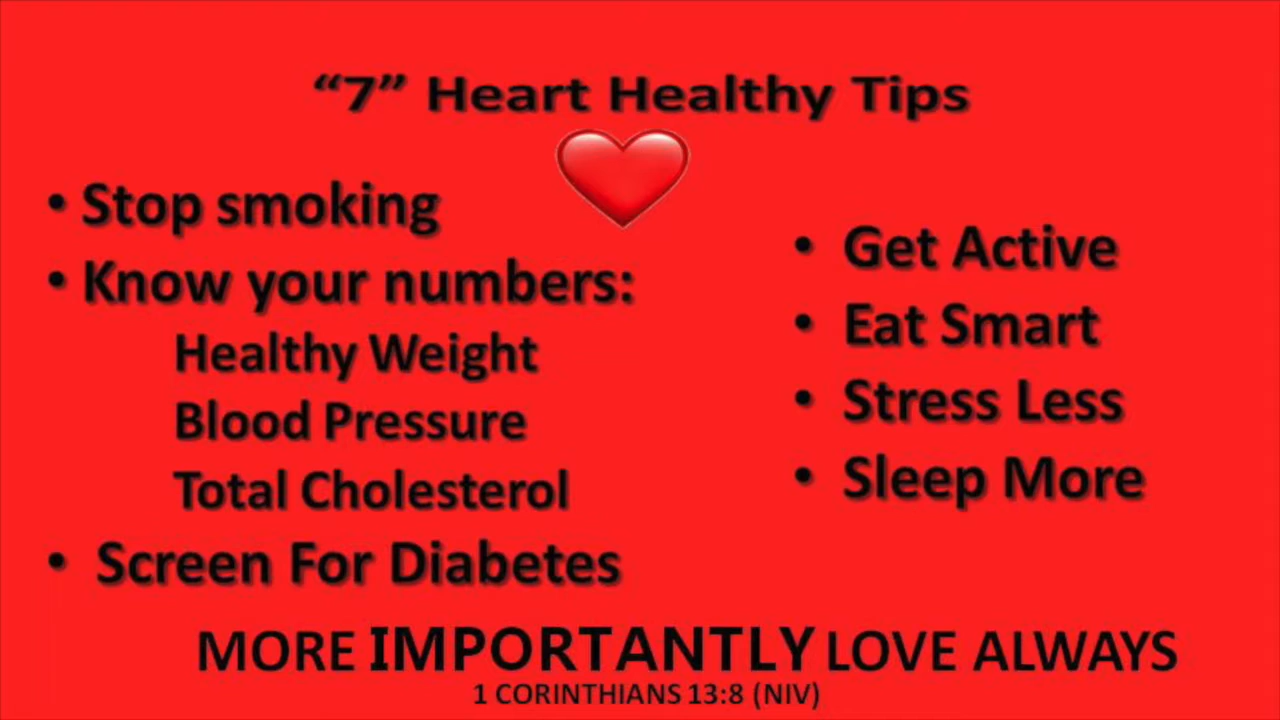 “7” Heart Healthy Tips
• Stop smoking
• Know your numbers:
Healthy Weight
Blood Pressure
Total Cholesterol
• Screen For Diabetes
• Get Active
• Eat Smart
• Stress Less
• Sleep More
MORE IMPORTANTLY LOVE ALWAYS
1 CORINTHIANS 13:8 (NIV)